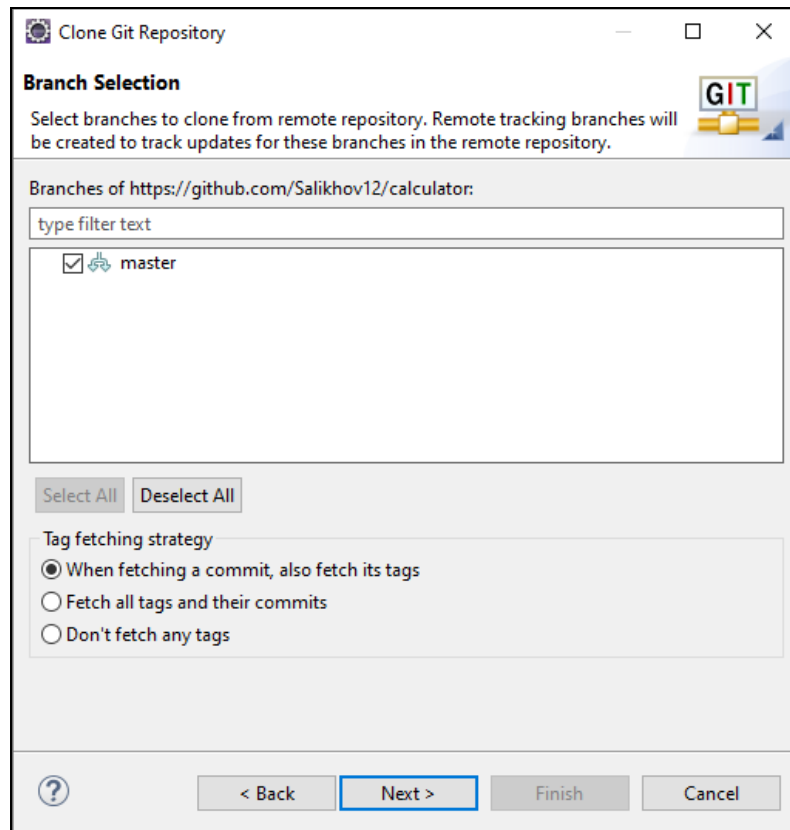 Clone Git Repository
Branch Selection
GIT
Select branches to clone from remote repository. Remote tracking branches will
be created to track updates for these branches in the remote repository.
Branches of https://github.com/Salikhov12/calculator:
type filter text
master
Select All Deselect All
Tag fetching strategy
When fetching a commit, also fetch its tags
Fetch all tags and their commits
Don't fetch any tags
? < Back Next > Finish Cancel